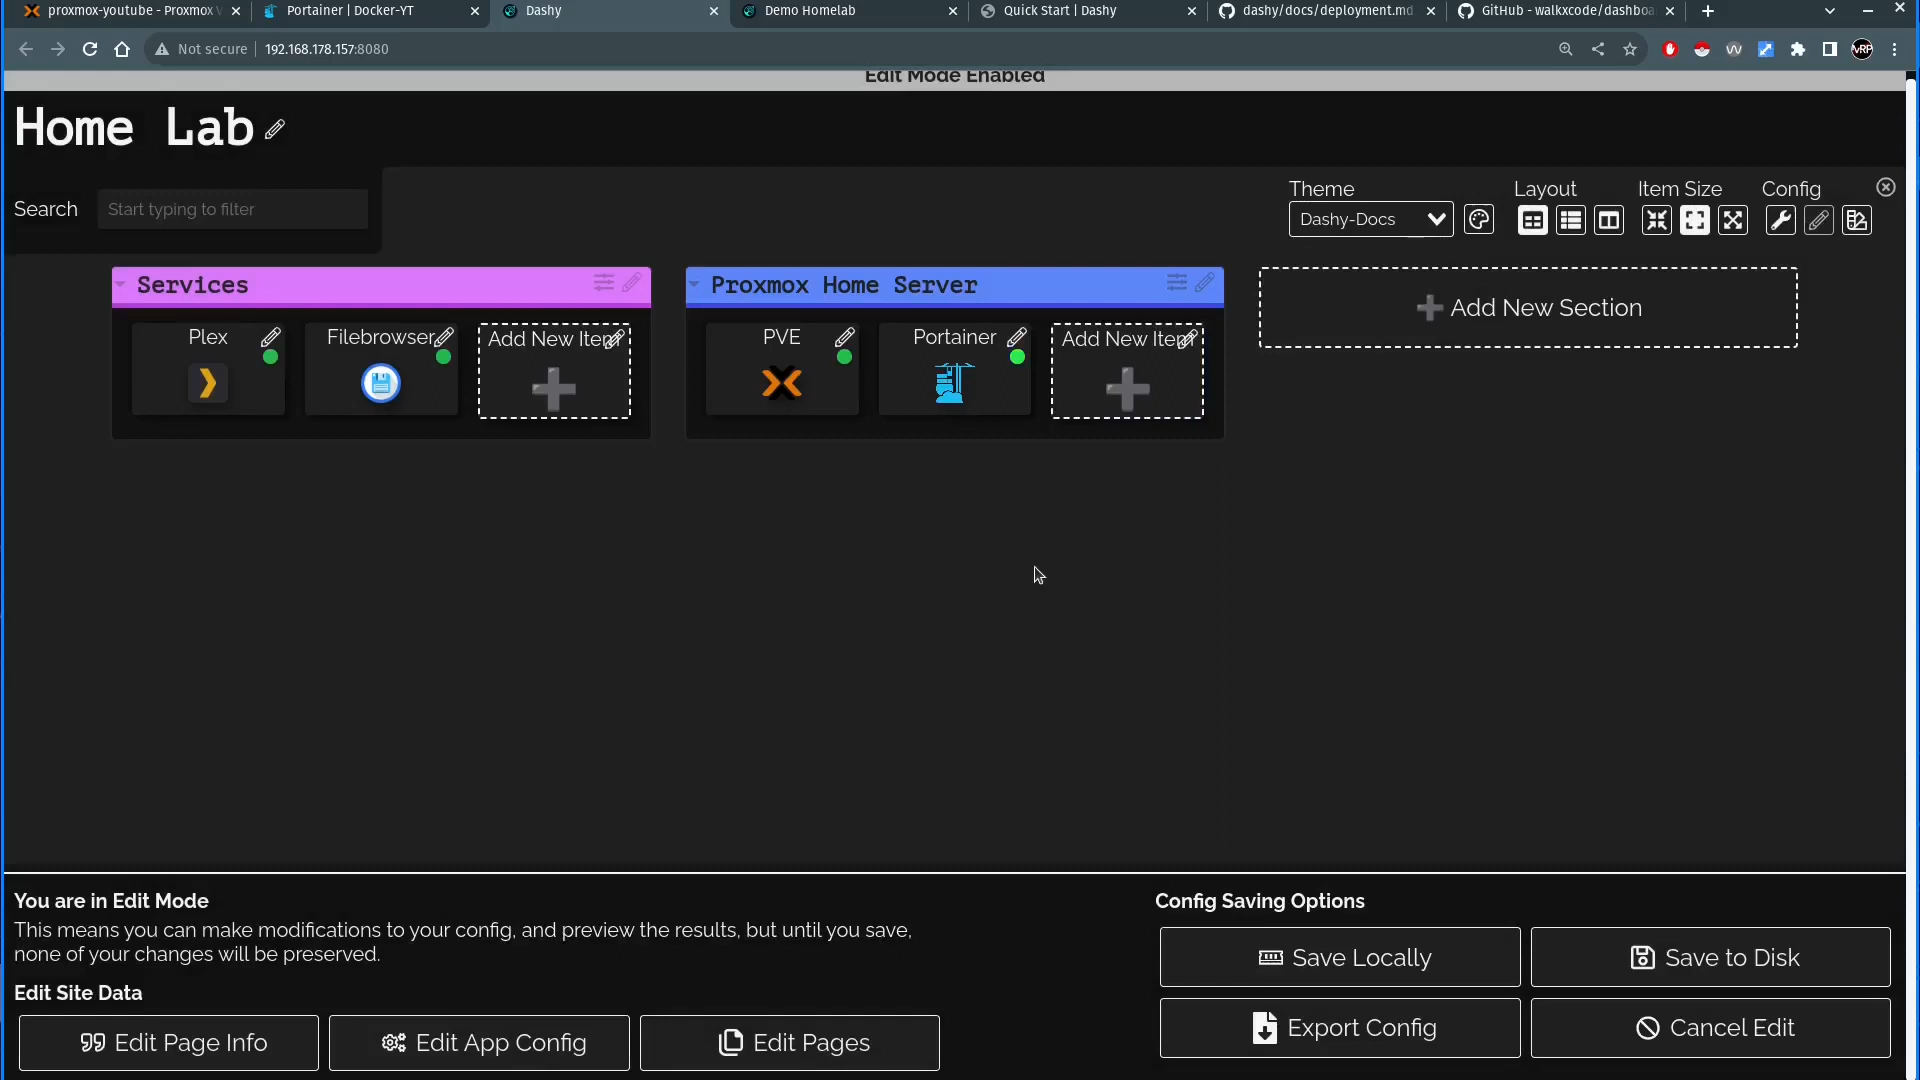 proxmox-youtube - Proxmox V
Portainer | Docker-YT
Dashy
Demo Homelab
Quick Start | Dashy
dashy/docs/deployment.md
GitHub - walkxcode/dashboa
Not secure
192.168.178.157:8080
VRP
Edit Mode Enabled
Home Lab
Search
Start typing to filter
Theme
Layout
Item Size
Config
Dashy-Docs
Services
Proxmox Home Server
Add New Section
Plex
Filebrowser
Add New Item
PVE
Portainer
Add New Item
You are in Edit Mode
This means you can make modifications to your config, and preview the results, but until you save,
none of your changes will be preserved.
Edit Site Data
Edit Page Info
Edit App Config
Edit Pages
Config Saving Options
Save Locally
Save to Disk
Export Config
Cancel Edit